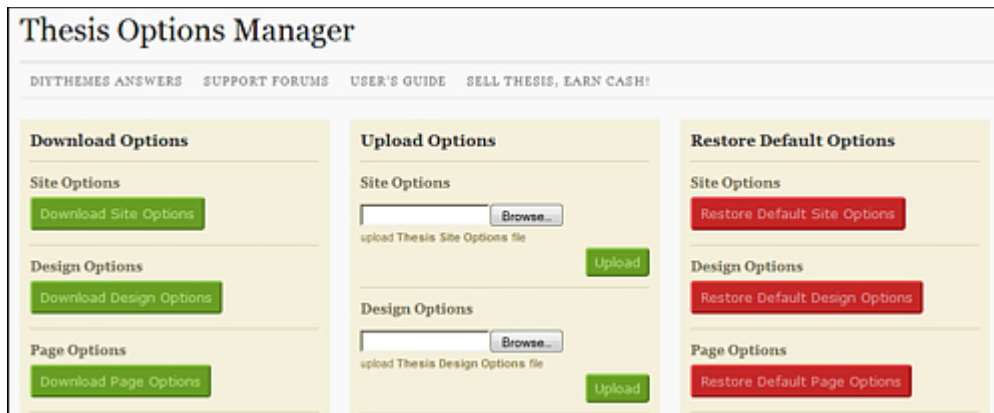 Thesis Options Manager
DIYTHEMES ANSWERS SUPPORT FORUMS USER'S GUIDE SELL THESIS, EARN CASH!
Download Options
Site Options
Download Site Options
Design Options
Download Design Options
Page Options
Download Page Options
Upload Options
Site Options
Browse...
upload Thesis Site Options file
Upload
Design Options
Browse...
upload Thesis Design Options file
Upload
Restore Default Options
Site Options
Restore Default Site Options
Design Options
Restore Default Design Options
Page Options
Restore Default Page Options